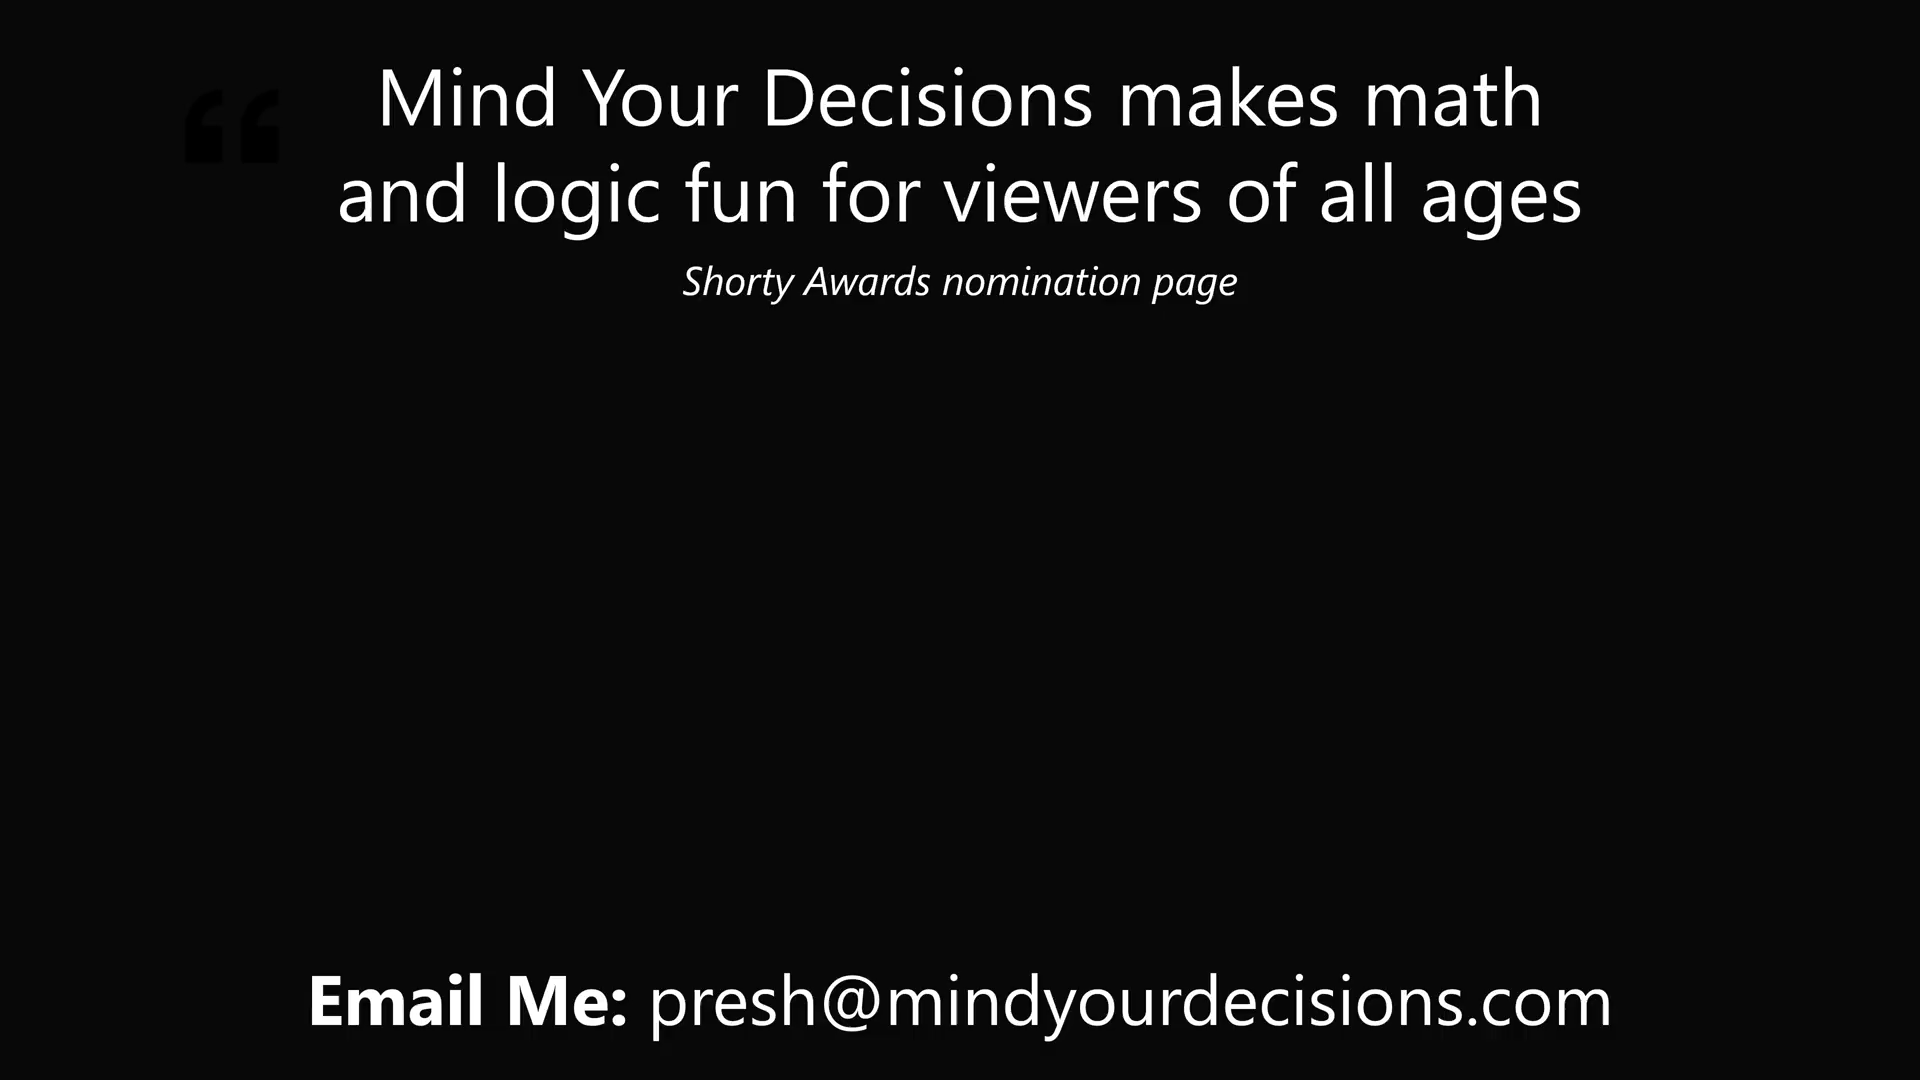 “
Mind Your Decisions makes math
and logic fun for viewers of all ages
Shorty Awards nomination page
Email Me: presh@mindyourdecisions.com